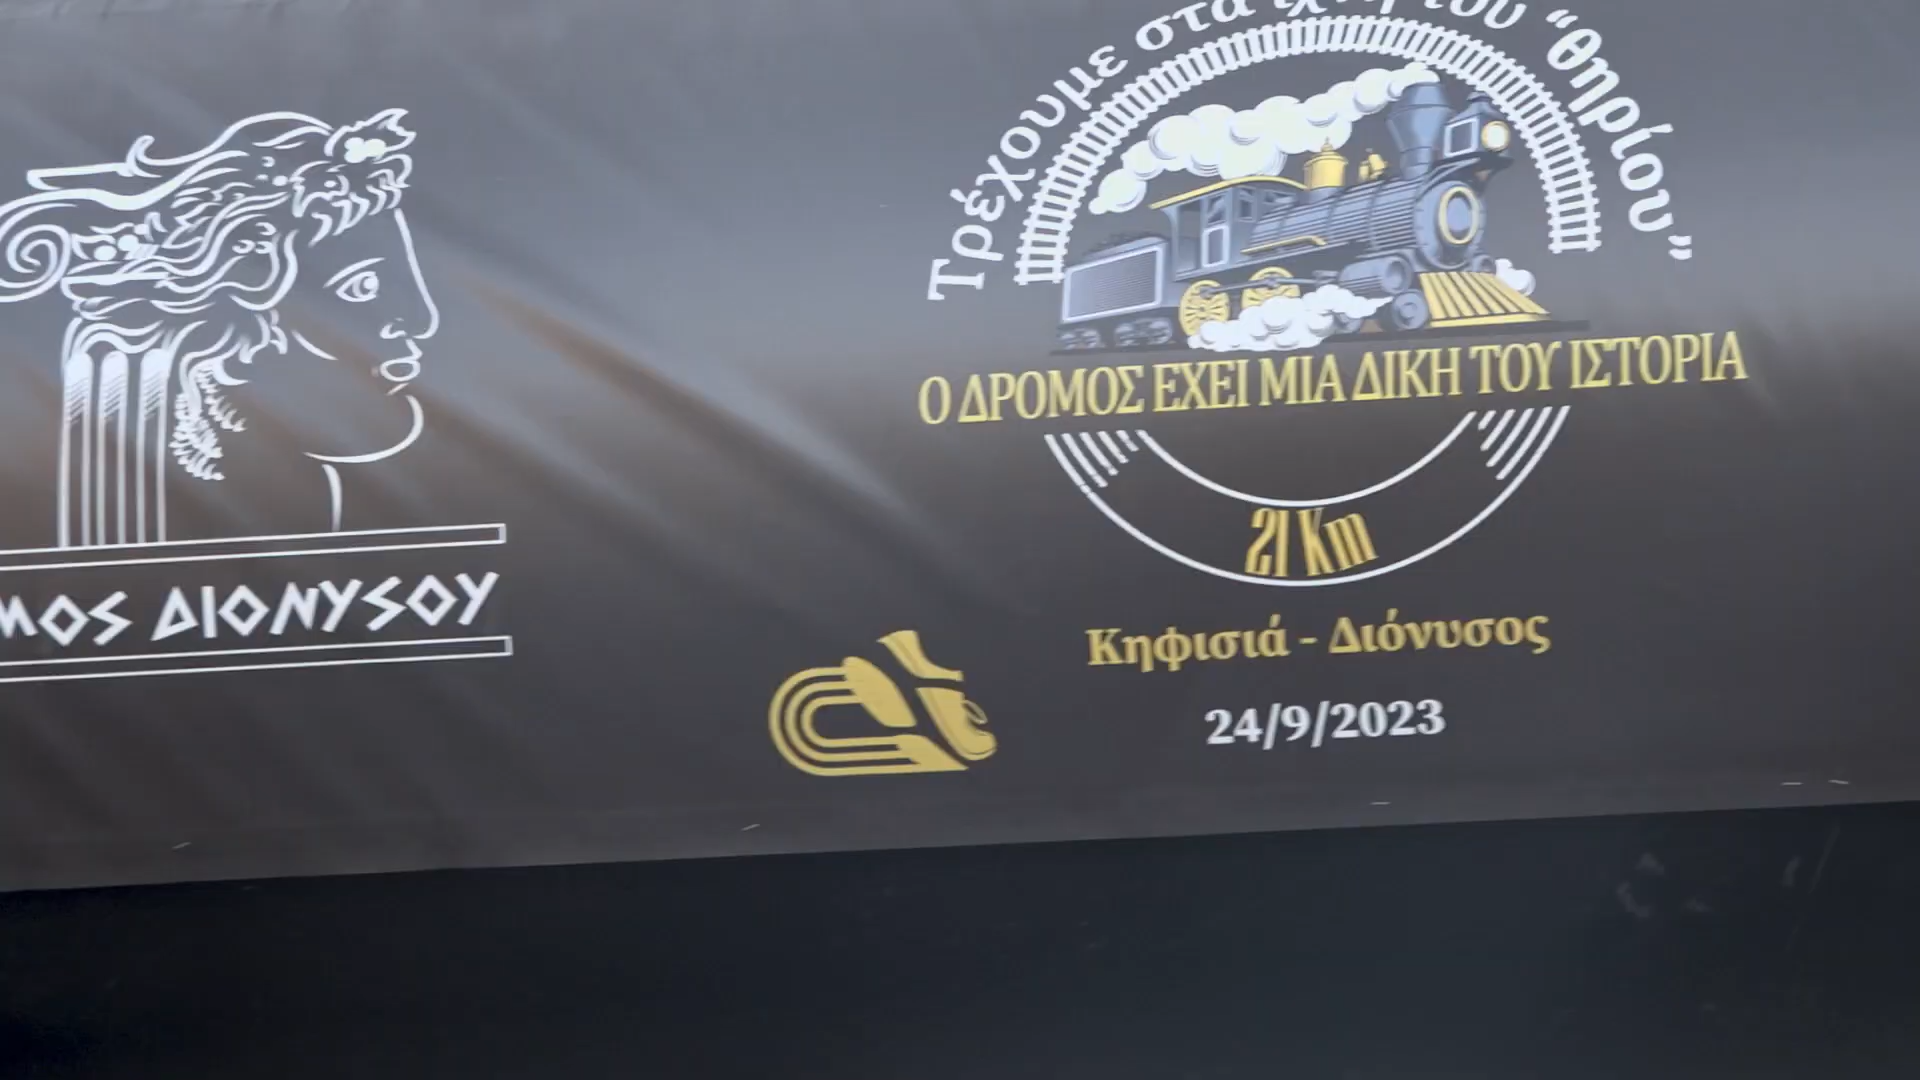 Τρέχουμε στα του “θηρίου”
Ο ΔΡΟΜΟΣ ΕΧΕΙ ΜΙΑ ΔΙΚΗ ΤΟΥ ΙΣΤΟΡΙΑ
21 Km
Κηφισιά - Διόνυσος
24/9/2023
ΜΟΣ ΔΙΟΝΥΣΟΥ